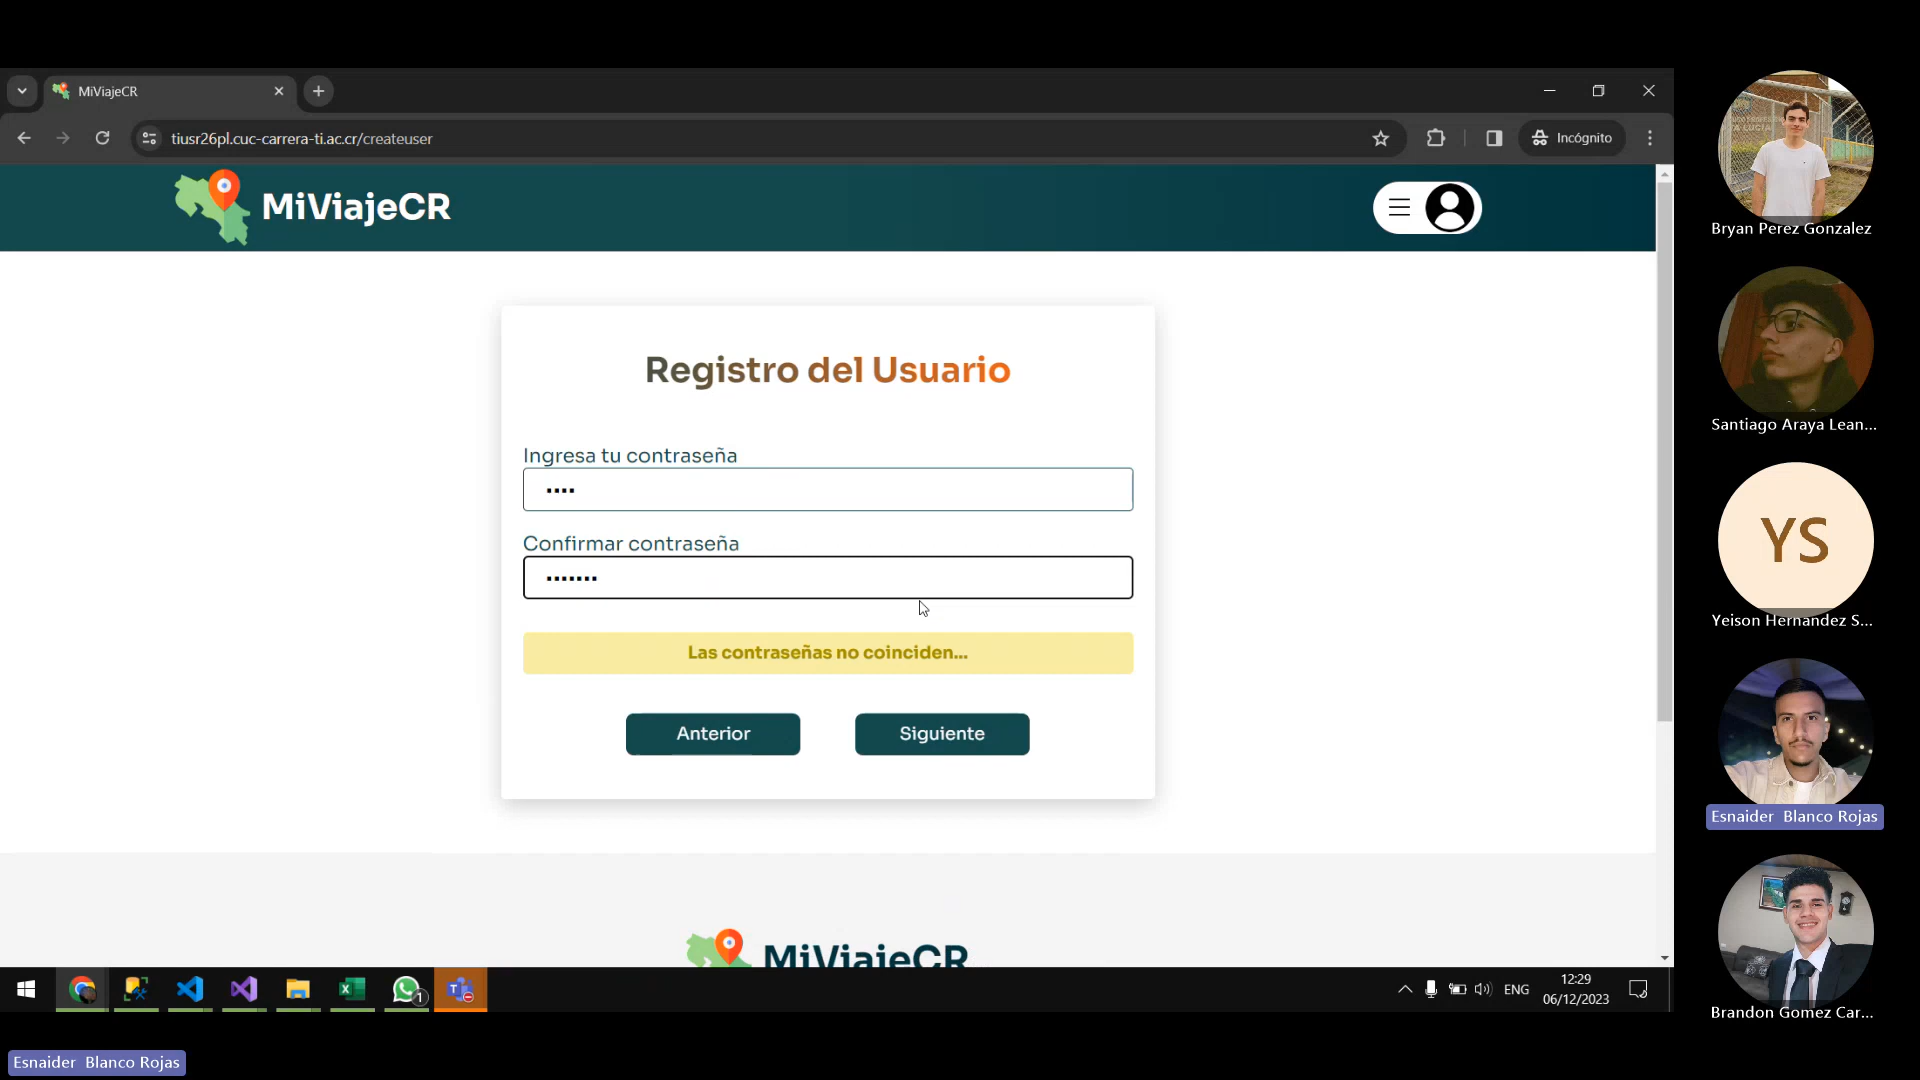 MiViajeCR
tiusr26pl.cuc-carrera-ti.ac.cr/createuser
Incógnito
MiViajeCR
Registro del Usuario
Ingresa tu contraseña
••••
Confirmar contraseña
•••••••
Las contraseñas no coinciden...
Anterior
Siguiente
MiViajeCR
1
T
ENG
12:29
06/12/2023
Bryan Perez Gonzalez
Santiago Araya Lean...
YS
Yeison Hernandez S...
Esnaider Blanco Rojas
Brandon Gomez Car...
Esnaider Blanco Rojas